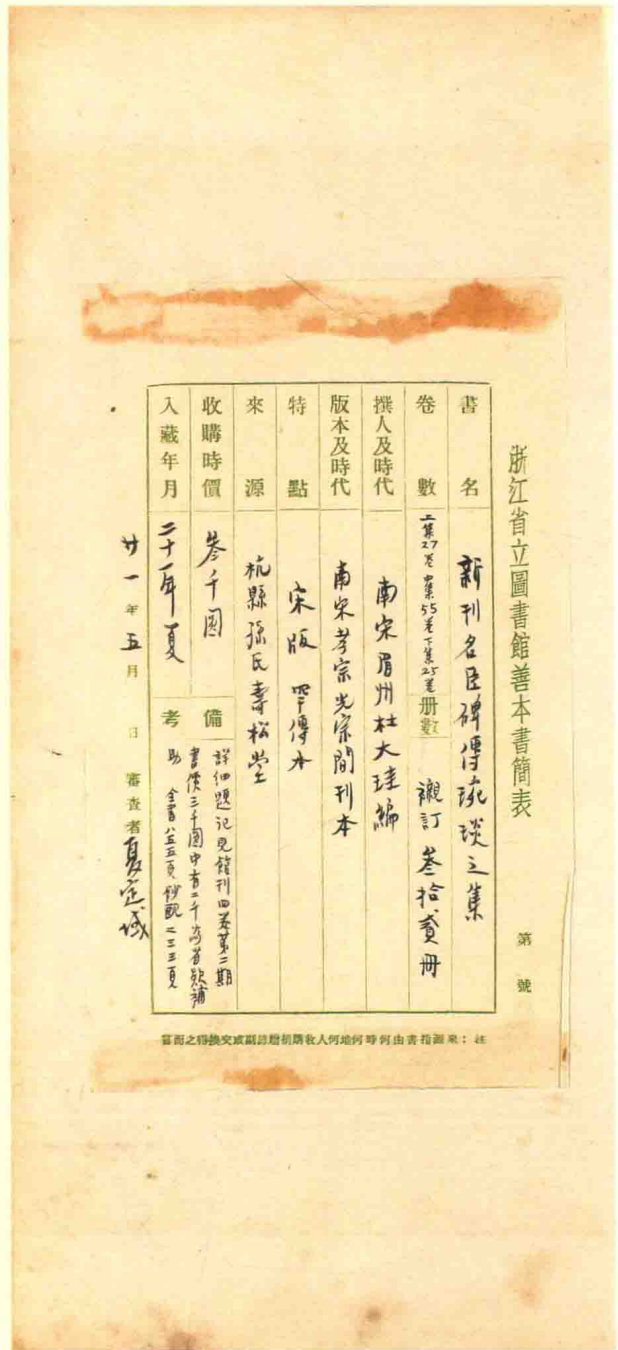 浙江省立圖書館善本書簡表
第 號
書名 新刊名臣碑傳琬琰之集
卷數 上集27卷 中集55卷 下集25卷 册數 襯訂 叁拾貳册
撰人及時代 南宋眉州杜大珪編
版本及時代 南宋孝宗光宗間刊本
特點 宋版 罕傳本
來源 杭縣孫氏壽松堂
收購時價 叁千圓
備考 詳細題記見館刊四卷第二期
書價三千圓中有二千為省款補
助 全書八五五頁 鈔配二三三頁
入藏年月 二十一年夏
廿一年五月 日 審查者 夏定域
註：來源指書由何時何地何人收購